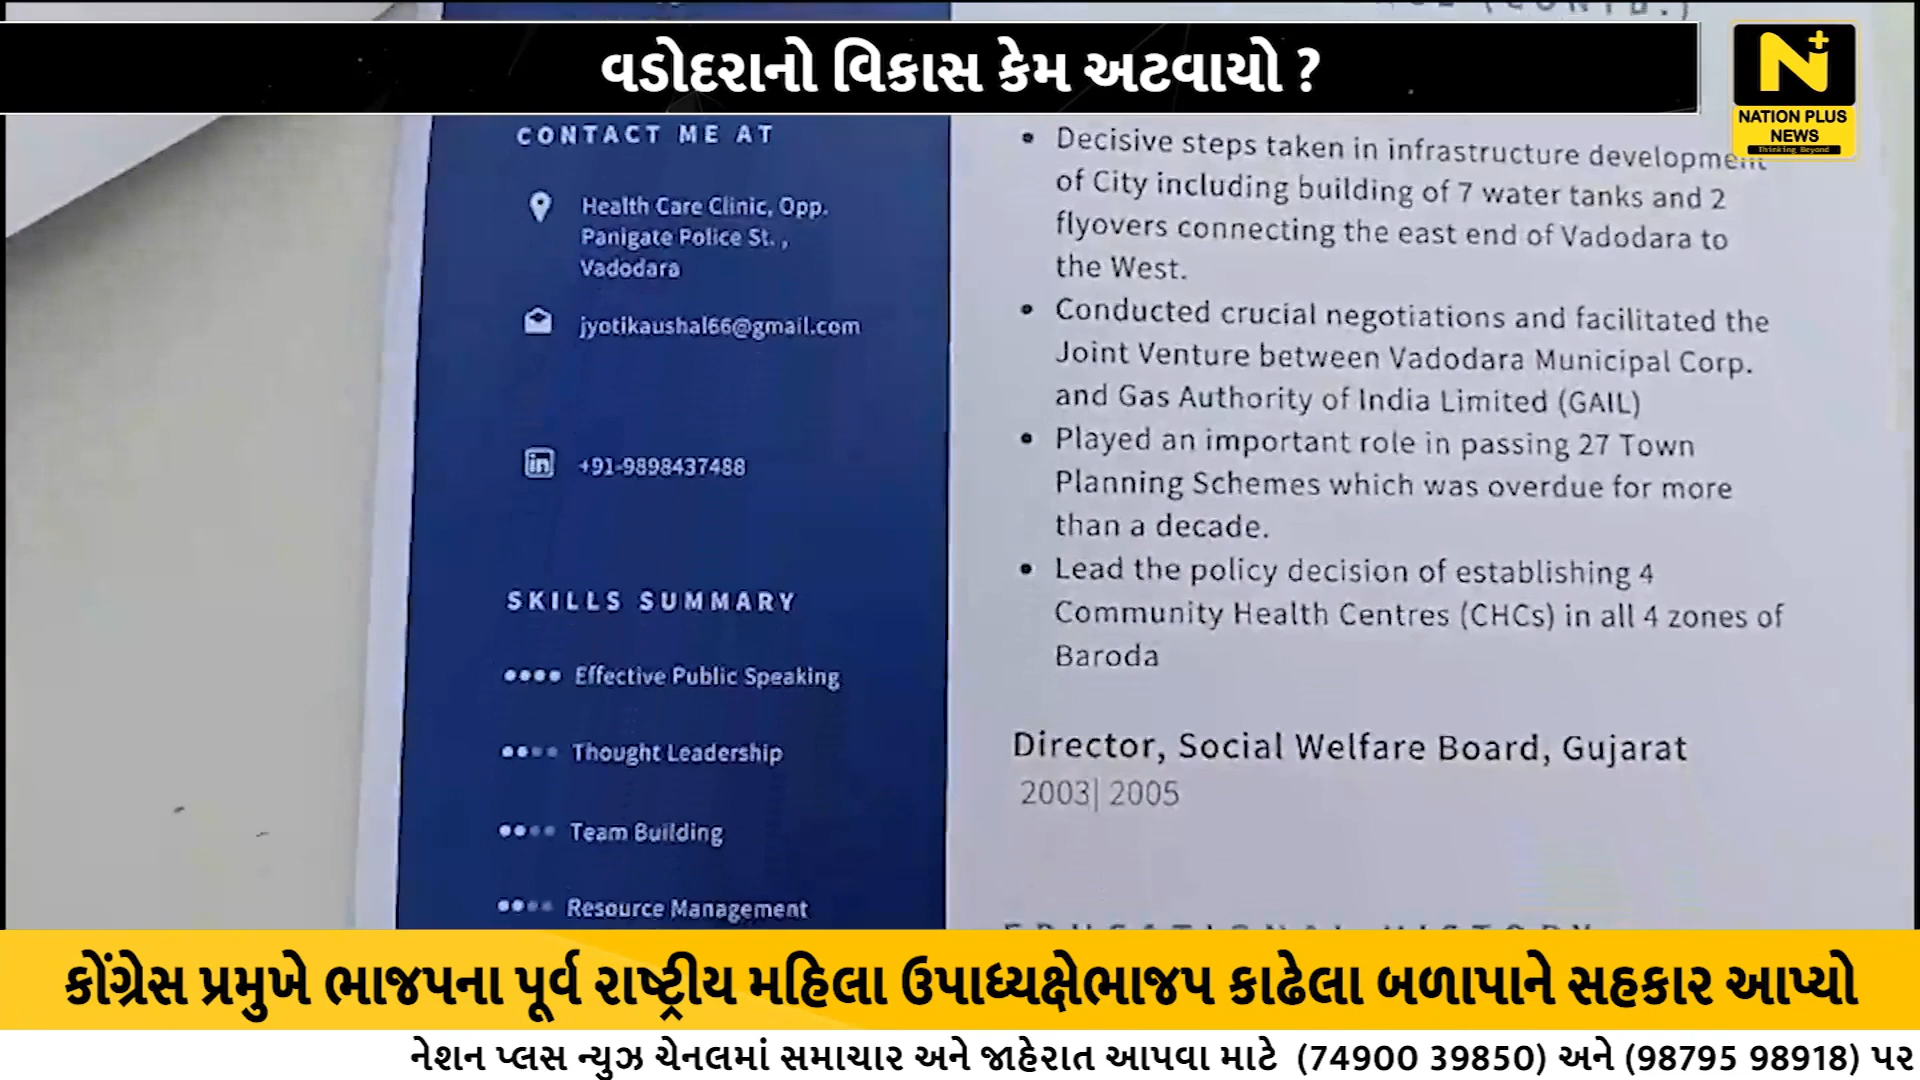 વડોદરાનો વિકાસ કેમ અટવાયો ?
NATION PLUS
NEWS
Thinking Beyond
CONTACT ME AT
Health Care Clinic, Opp.
Panigate Police St. ,
Vadodara
jyotikaushal66@gmail.com
+91-9898437488
SKILLS SUMMARY
Effective Public Speaking
Thought Leadership
Team Building
Resource Management
(CONTD.)
• Decisive steps taken in infrastructure development
of City including building of 7 water tanks and 2
flyovers connecting the east end of Vadodara to
the West.
• Conducted crucial negotiations and facilitated the
Joint Venture between Vadodara Municipal Corp.
and Gas Authority of India Limited (GAIL)
• Played an important role in passing 27 Town
Planning Schemes which was overdue for more
than a decade.
• Lead the policy decision of establishing 4
Community Health Centres (CHCs) in all 4 zones of
Baroda
Director, Social Welfare Board, Gujarat
2003| 2005
કોંગ્રેસ પ્રમુખે ભાજપના પૂર્વ રાષ્ટ્રીય મહિલા ઉપાધ્યક્ષેભાજપ કાઢેલા બળાપાને સહકાર આપ્યો
નેશન પ્લસ ન્યુઝ ચેનલમાં સમાચાર અને જાહેરાત આપવા માટે (74900 39850) અને (98795 98918) પર